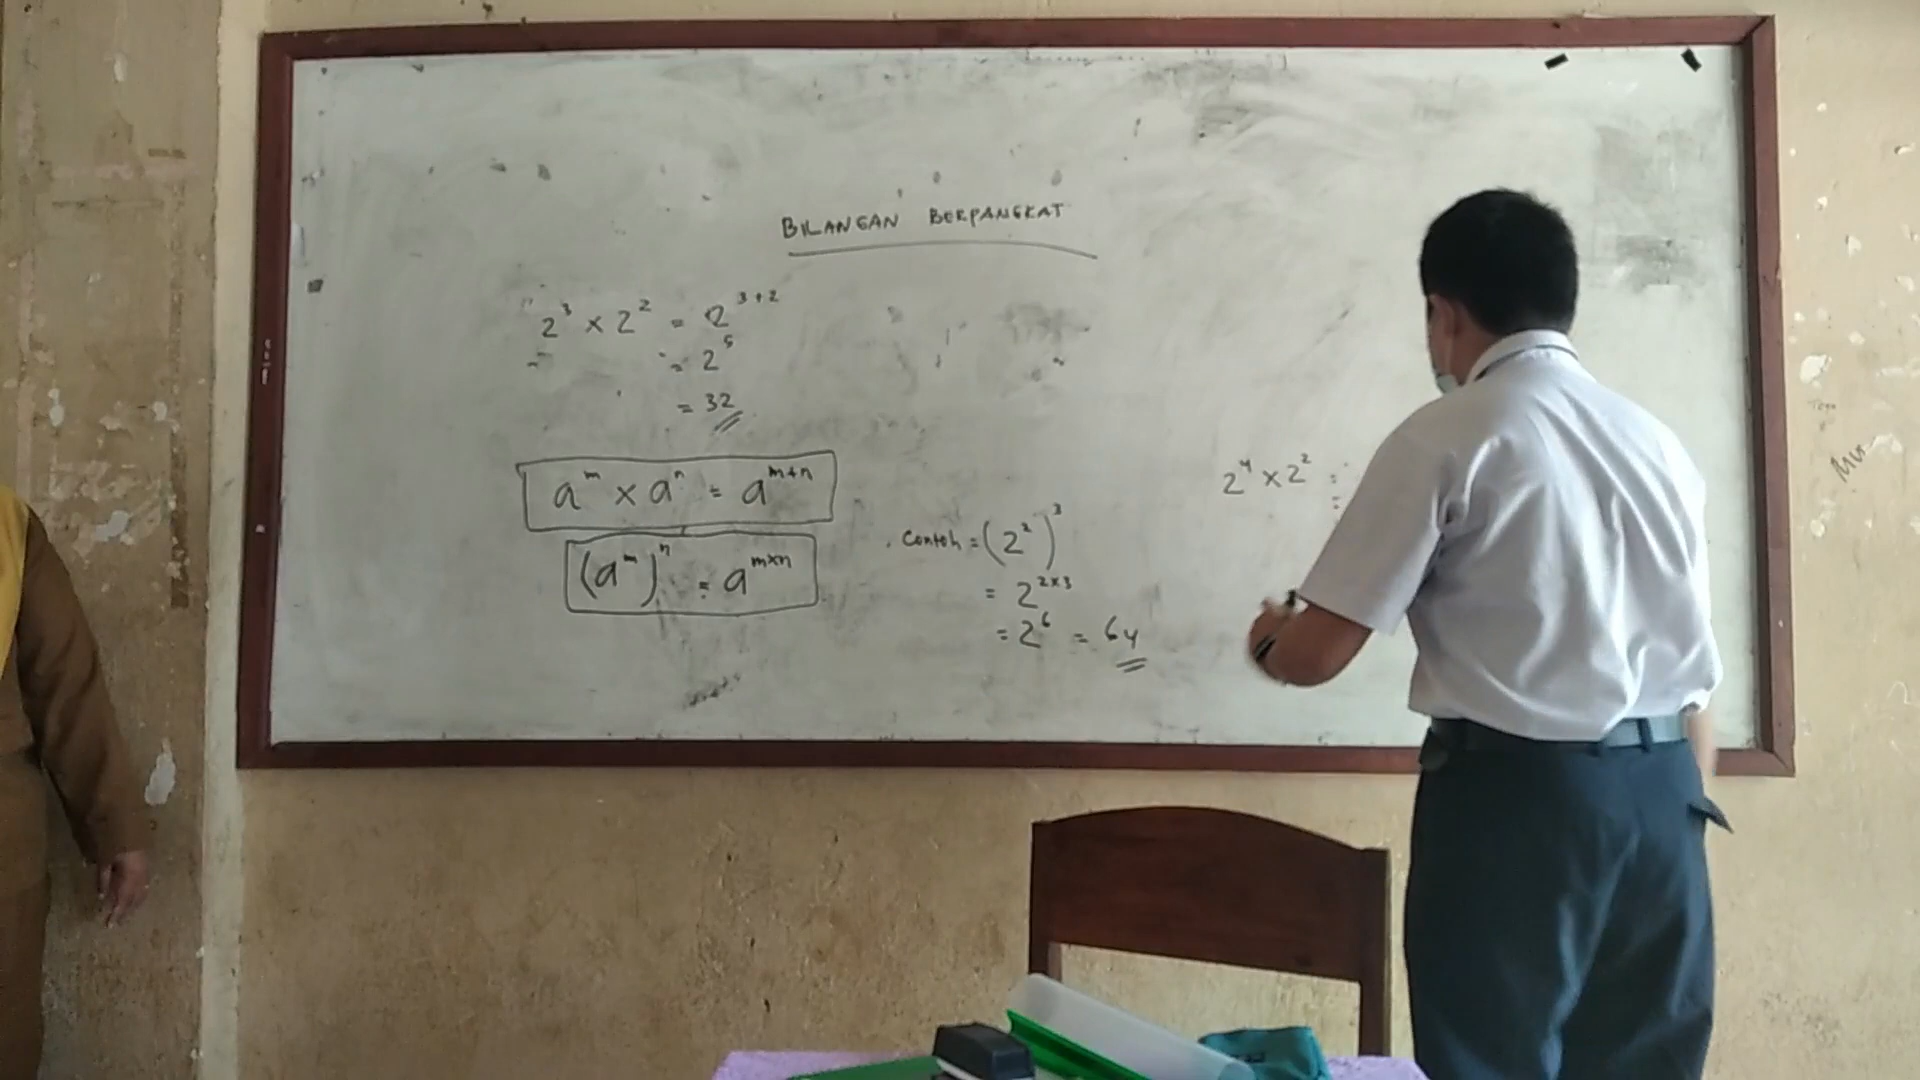 BILANGAN BERPANGKAT
2³ × 2² = 2³⁺²
= 2⁵
= 32
aᵐ × aⁿ = aᵐ⁺ⁿ
(aᵐ)ⁿ = aᵐˣⁿ
Contoh = (2²)³
= 2²ˣ³
= 2⁶ = 64
2⁴ × 2² =
=